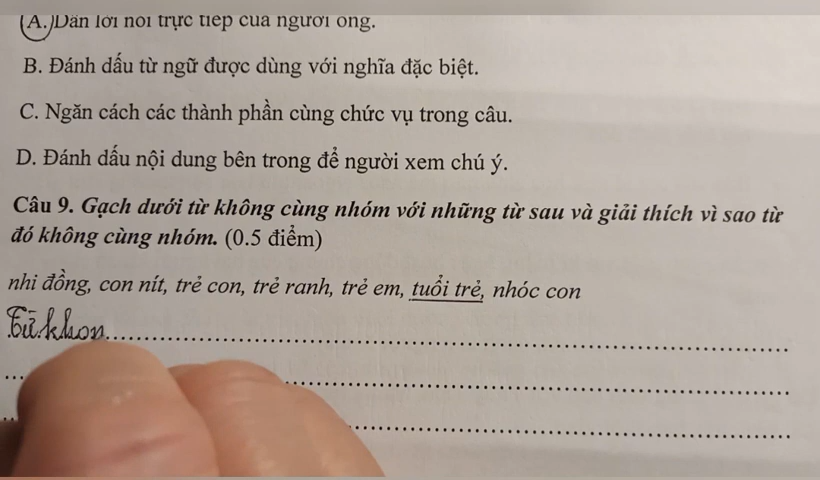 A. Dẫn lời nói trực tiếp của người ông.
B. Đánh dấu từ ngữ được dùng với nghĩa đặc biệt.
C. Ngăn cách các thành phần cùng chức vụ trong câu.
D. Đánh dấu nội dung bên trong để người xem chú ý.
Câu 9. Gạch dưới từ không cùng nhóm với những từ sau và giải thích vì sao từ
đó không cùng nhóm. (0.5 điểm)
nhi đồng, con nít, trẻ con, trẻ ranh, trẻ em, tuổi trẻ, nhóc con